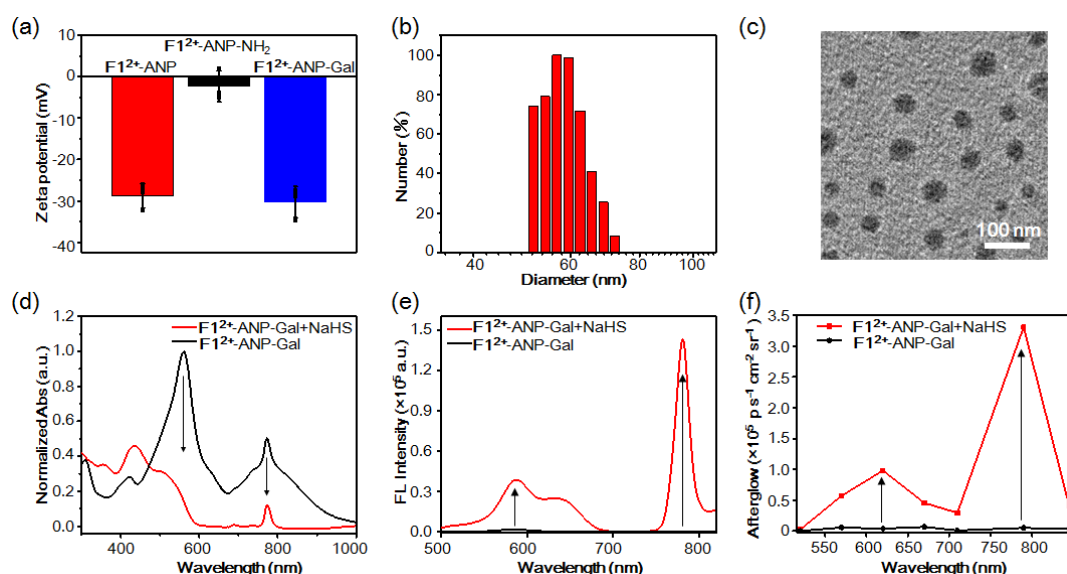 (a)
10
0
-10
-20
-30
-40
Zeta potential (mV)
F1²⁺-ANP-NH₂
F1²⁺-ANP
F1²⁺-ANP-Gal
(b)
100
80
60
40
20
0
Number (%)
40
60
80
100
Diameter (nm)
(c)
100 nm
(d)
1.2
1.0
0.8
0.6
0.4
0.2
0.0
Normalized Abs (a.u.)
F1²⁺-ANP-Gal+NaHS
F1²⁺-ANP-Gal
400
600
800
1000
Wavelength (nm)
(e)
1.5
1.2
0.9
0.6
0.3
0.0
FL Intensity (×10⁵ a.u.)
F1²⁺-ANP-Gal+NaHS
F1²⁺-ANP-Gal
500
600
700
800
Wavelength (nm)
(f)
3.5
3.0
2.5
2.0
1.5
1.0
0.5
0.0
Afterglow (×10⁵ p s⁻¹ cm⁻² sr⁻¹)
F1²⁺-ANP-Gal+NaHS
F1²⁺-ANP-Gal
550
600
650
700
750
800
Wavelength (nm)